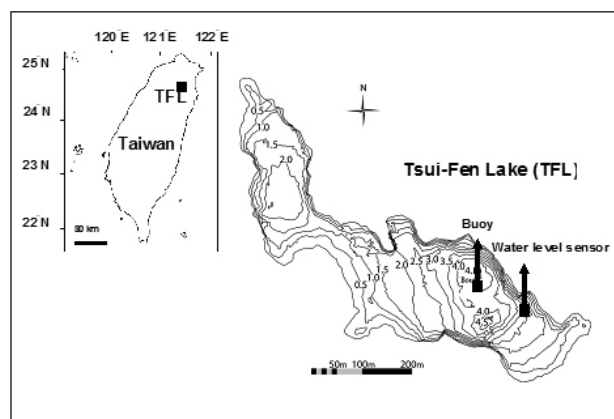 120°E 121°E 122°E
25°N
24°N
23°N
22°N
TFL
Taiwan
80 km
N
Tsui-Fen Lake (TFL)
Buoy
Water level sensor
0.5
1.0
1.5
2.0
0.5
1.0
1.5
2.0
2.5
3.0
3.5
4.0
4.0
4.5
50m 100m 200m